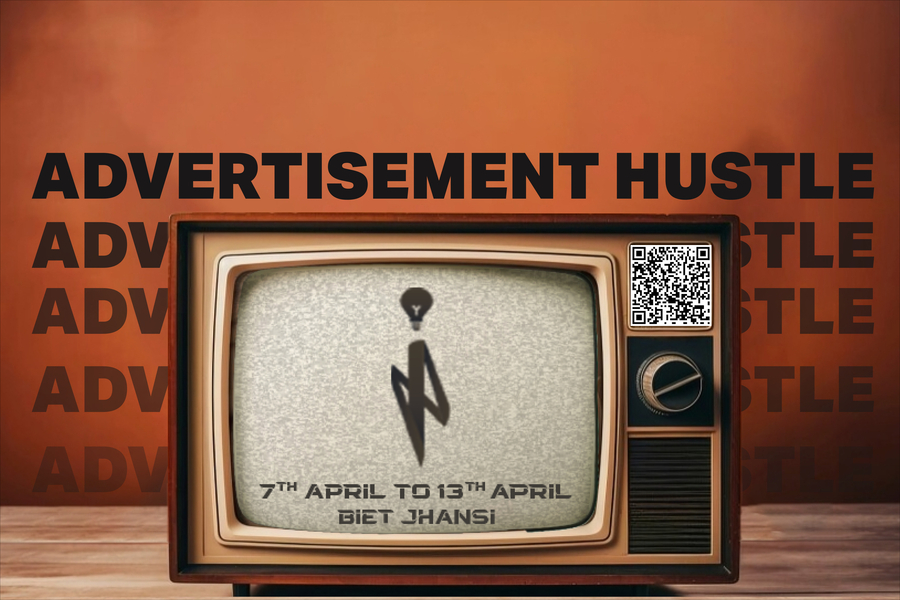 ADVERTISEMENT HUSTLE
ADV STLE
ADV STLE
ADV STLE
ADV STLE
7TH APRIL TO 13TH APRIL
BIET JHANSI